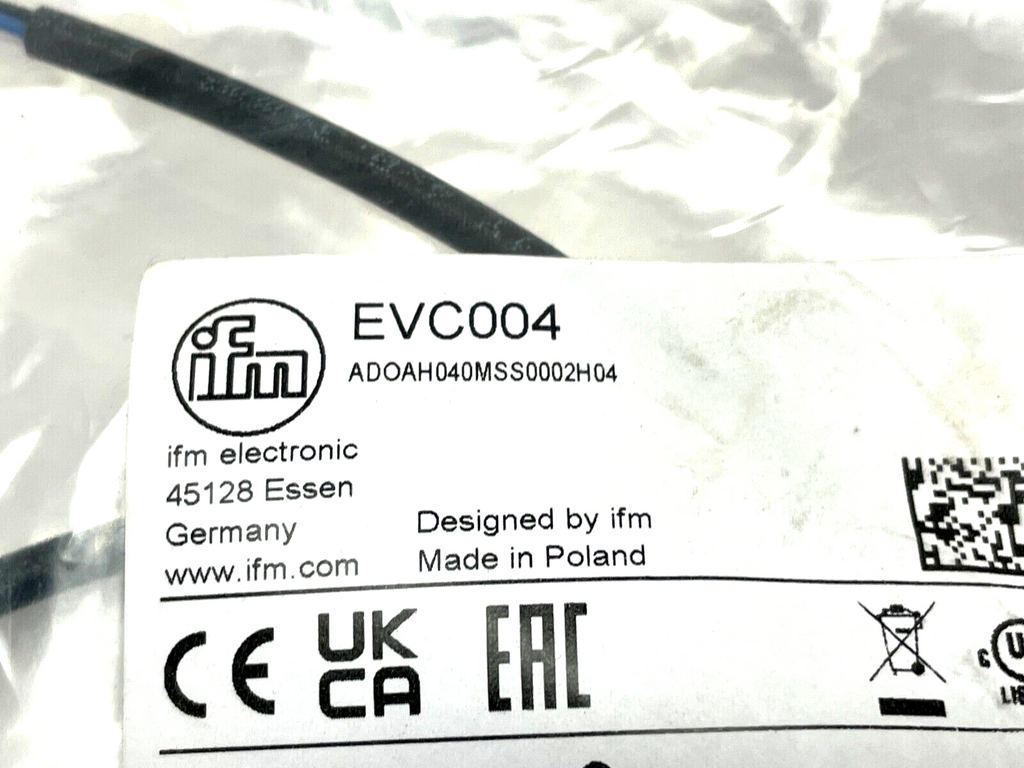 ifm
EVC004
ADOAH040MSS0002H04
ifm electronic
45128 Essen
Germany
www.ifm.com
Designed by ifm
Made in Poland
CE
UK
CA
EAC
c